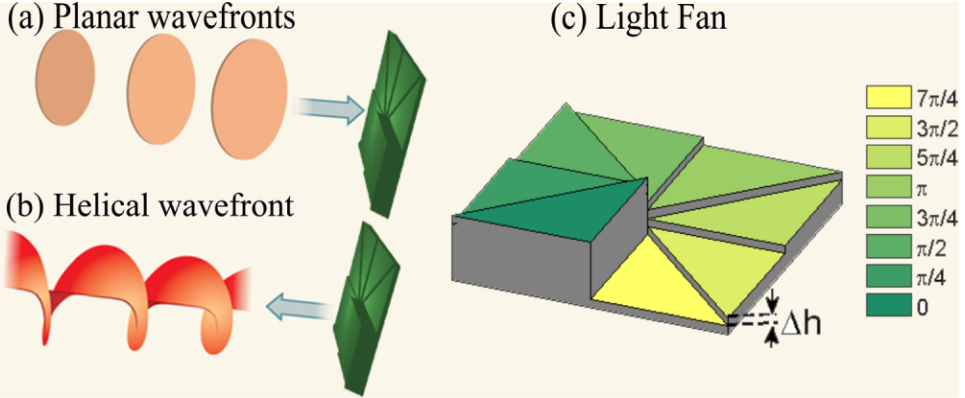 (a) Planar wavefronts
(b) Helical wavefront
(c) Light Fan
7π/4
3π/2
5π/4
π
3π/4
π/2
π/4
0
Δh